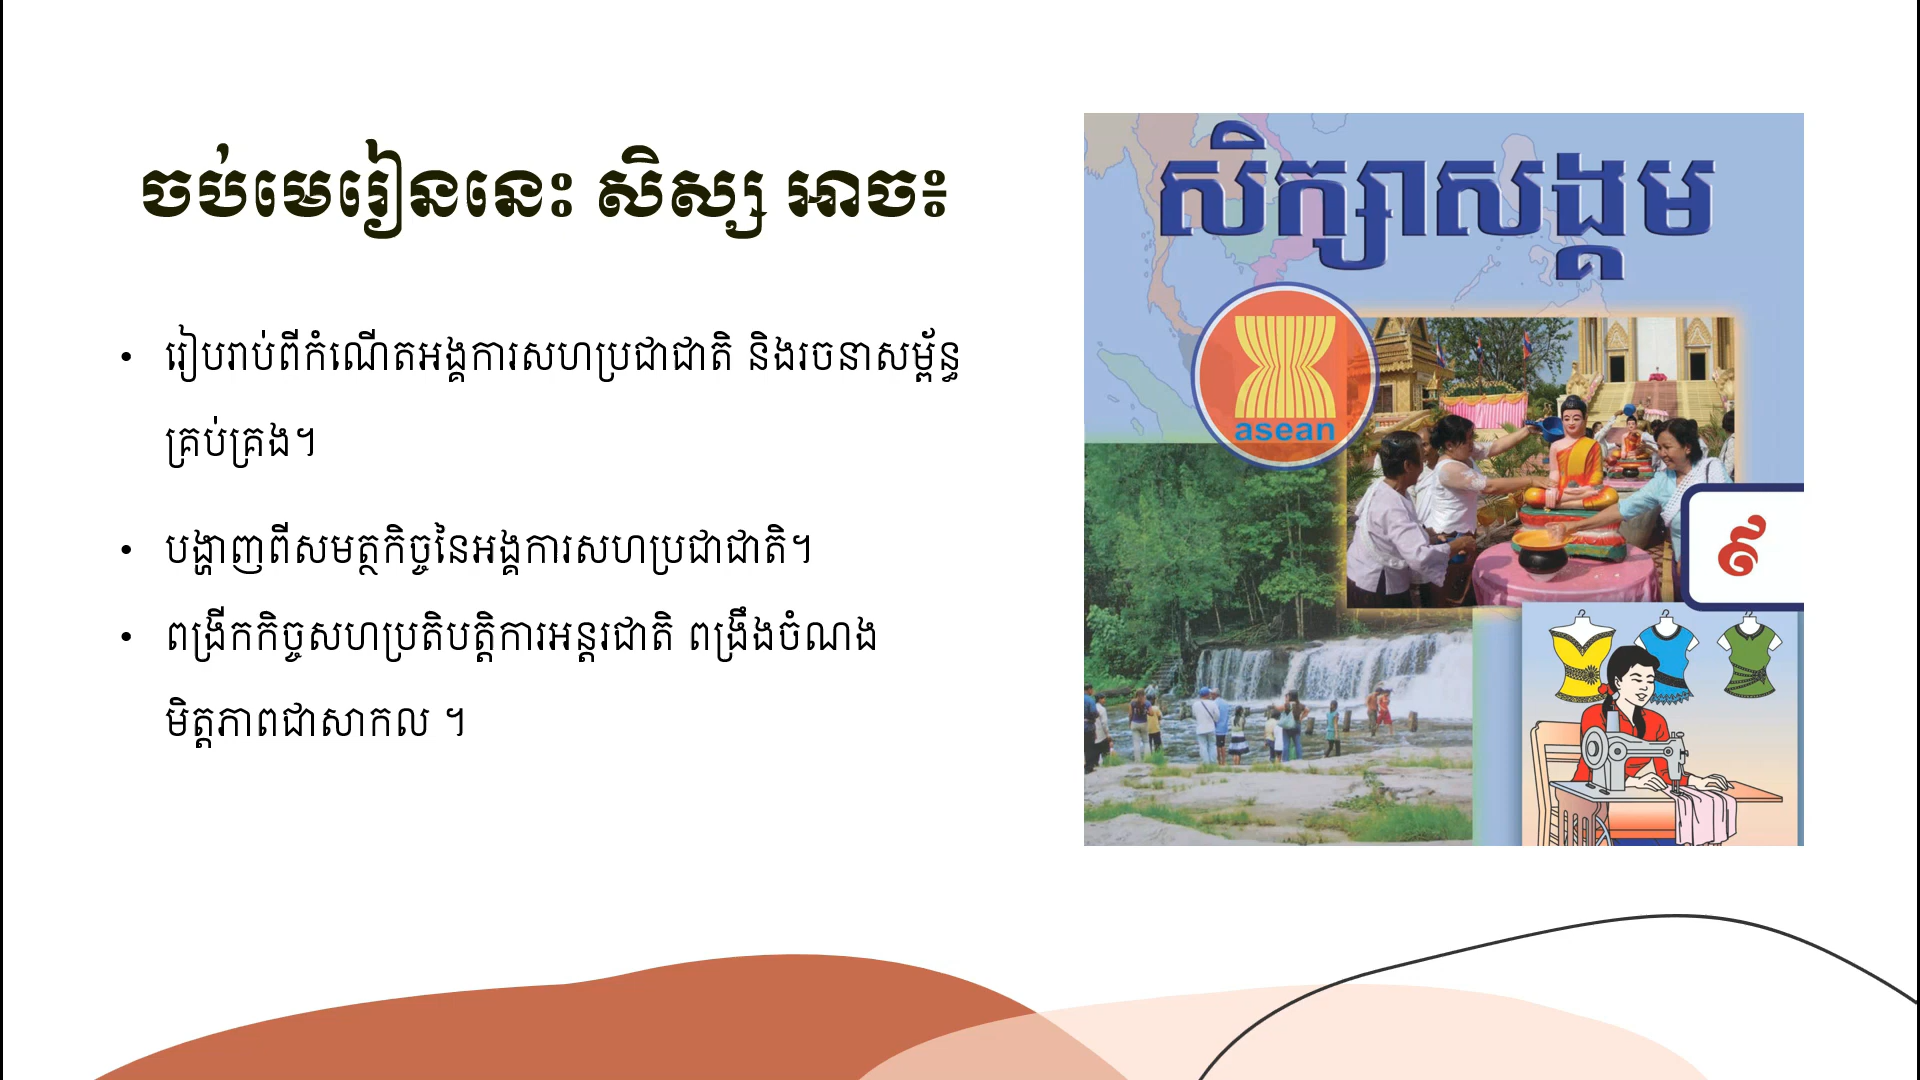 ចប់មេរៀននេះ សិស្ស អាច៖
• រៀបរាប់ពីកំណើតអង្គការសហប្រជាជាតិ និងរចនាសម្ព័ន្ធ
គ្រប់គ្រង។
• បង្ហាញពីសមត្ថកិច្ចនៃអង្គការសហប្រជាជាតិ។
• ពង្រីកកិច្ចសហប្រតិបត្តិការអន្តរជាតិ ពង្រឹងចំណង
មិត្តភាពជាសាកល ។
សិក្សាសង្គម
asean
៩